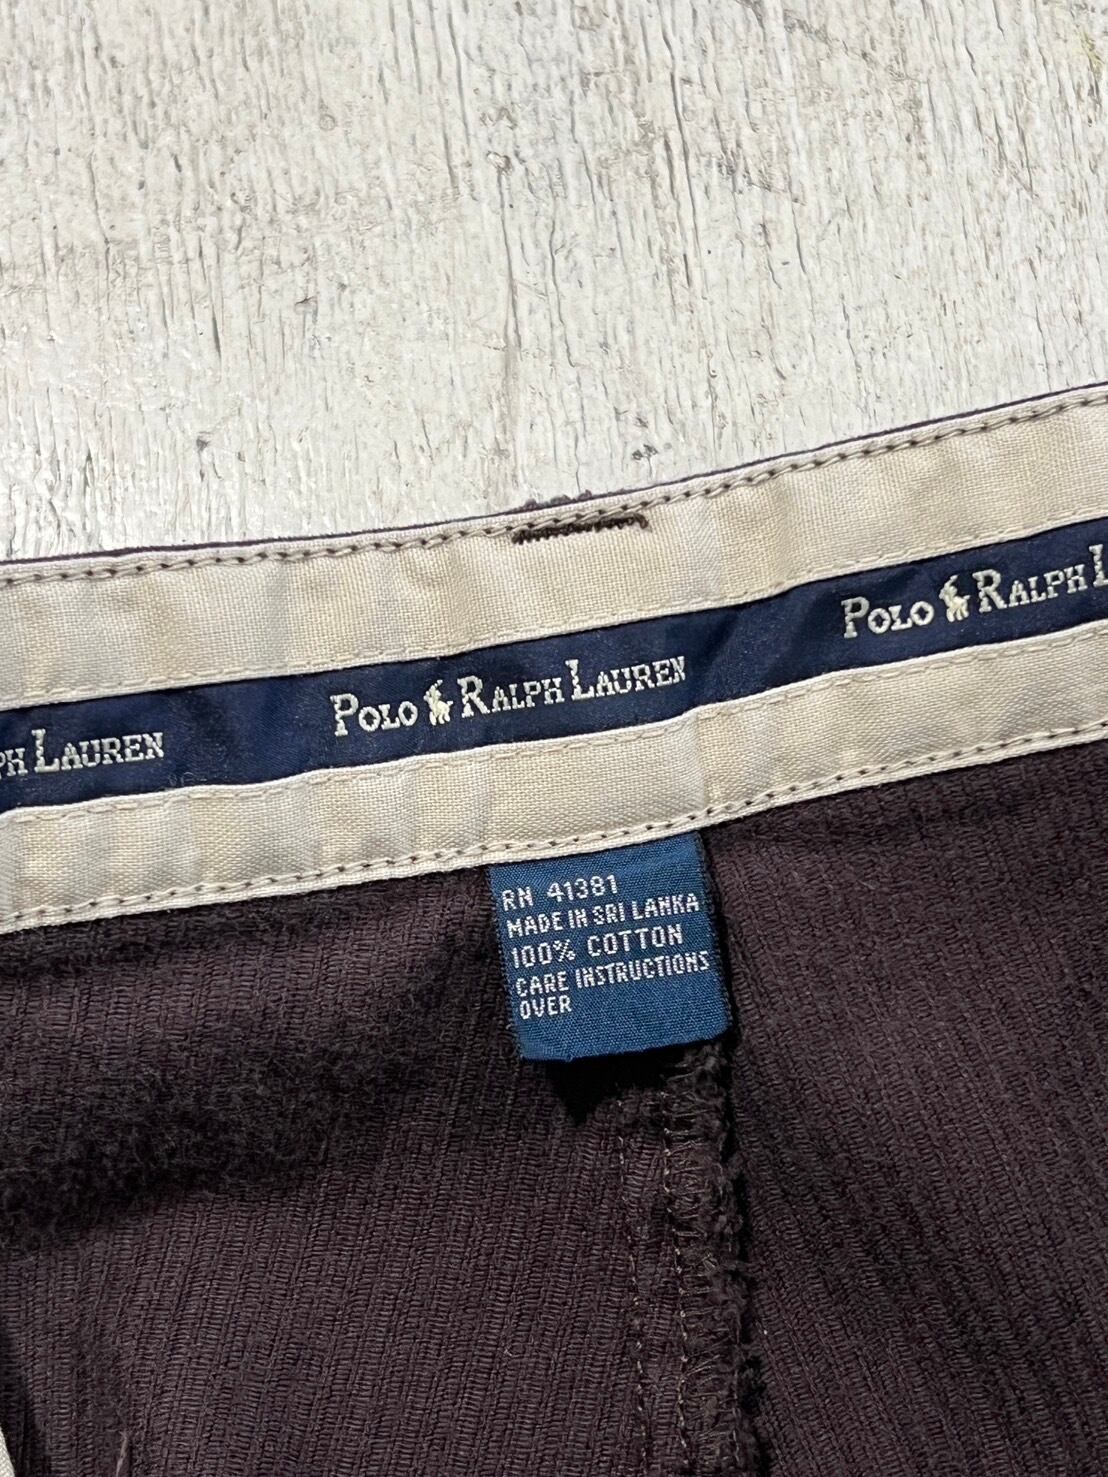 POLO RALPH L
POLO RALPH LAUREN
PH LAUREN
RN 41381
MADE IN SRI LANKA
100% COTTON
CARE INSTRUCTIONS
OVER